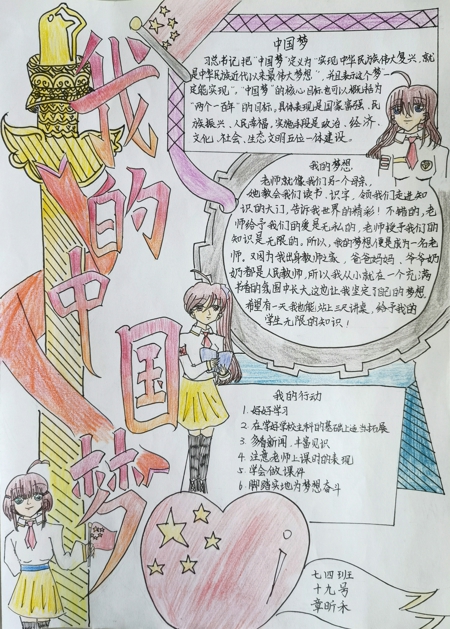 我的中国梦
中国梦
习总书记把“中国梦”定义为“实现中华民族伟大复兴,就
是中华民族近代以来最伟大梦想”,并且表示这个梦“一
定能实现”。“中国梦”的核心目标也可以概括为
“两个一百年”的目标,具体表现是国家富强、民
族振兴、人民幸福,实施手段是政治、经济、
文化、社会、生态文明五位一体建设。
我的梦想
老师就像我们另一个母亲,
她教会我们读书、识字,领我们走进知
识的大门,告诉我世界的精彩!不错的,老
师给予我们的爱是无私的,老师授予我们的
知识是无限的。所以,我的梦想便是成为一名老
师。又因为我出身教师之家,爸爸妈妈、爷爷奶
奶都是人民教师,所以我从小就在一个充满
书香的氛围中长大,这也让我坚定了自己的梦想。
希望有一天我也能站上三尺讲桌,给予我的
学生无限的知识!
我的行动
1.好好学习
2.在学好学校主科的基础上适当拓展
3.多看新闻,丰富见识
4.注意老师上课时的表现
5.学会做课件
6.脚踏实地为梦想奋斗
七四班
十九号
章昕